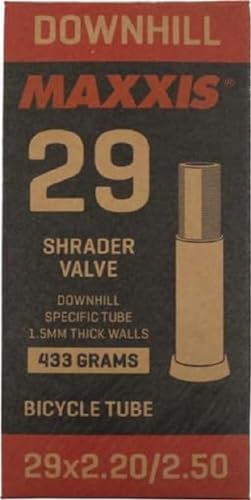 DOWNHILL
MAXXIS®
29
SHRADER
VALVE
DOWNHILL
SPECIFIC TUBE
1.5MM THICK WALLS
433 GRAMS
BICYCLE TUBE
29x2.20/2.50